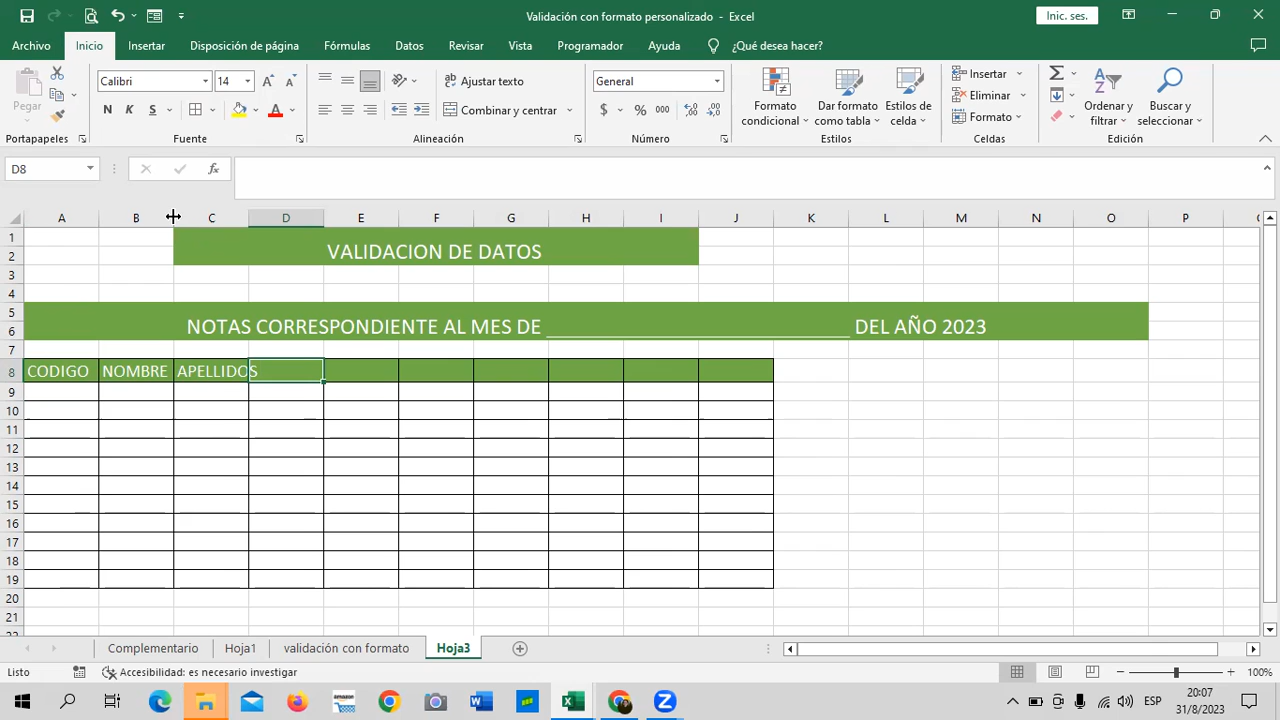 Validación con formato personalizado - Excel
Inic. ses.
Archivo Inicio Insertar Disposición de página Fórmulas Datos Revisar Vista Programador Ayuda ¿Qué desea hacer?
Pegar
Calibri 14
N K S
Ajustar texto
Combinar y centrar
General
$ % 000
Formato condicional
Dar formato como tabla
Estilos de celda
Insertar
Eliminar
Formato
Ordenar y filtrar
Buscar y seleccionar
Portapapeles Fuente Alineación Número Estilos Celdas Edición
D8
fx
A B C D E F G H I J K L M N O P
1
VALIDACION DE DATOS
2
3
4
5
NOTAS CORRESPONDIENTE AL MES DE ______________________________ DEL AÑO 2023
6
7
8 CODIGO NOMBRE APELLIDOS
9
10
11
12
13
14
15
16
17
18
19
20
21
Complementario Hoja1 validación con formato Hoja3
Listo Accesibilidad: es necesario investigar 100%
amazon
ESP
20:07
31/8/2023